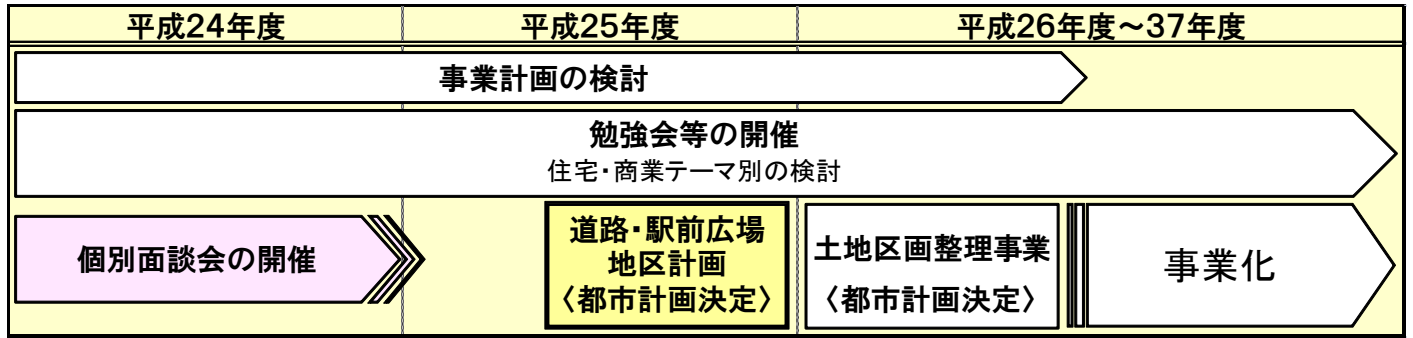 平成24年度
平成25年度
平成26年度～37年度
事業計画の検討
勉強会等の開催
住宅・商業テーマ別の検討
個別面談会の開催
道路・駅前広場
地区計画
〈都市計画決定〉
土地区画整理事業
〈都市計画決定〉
事業化